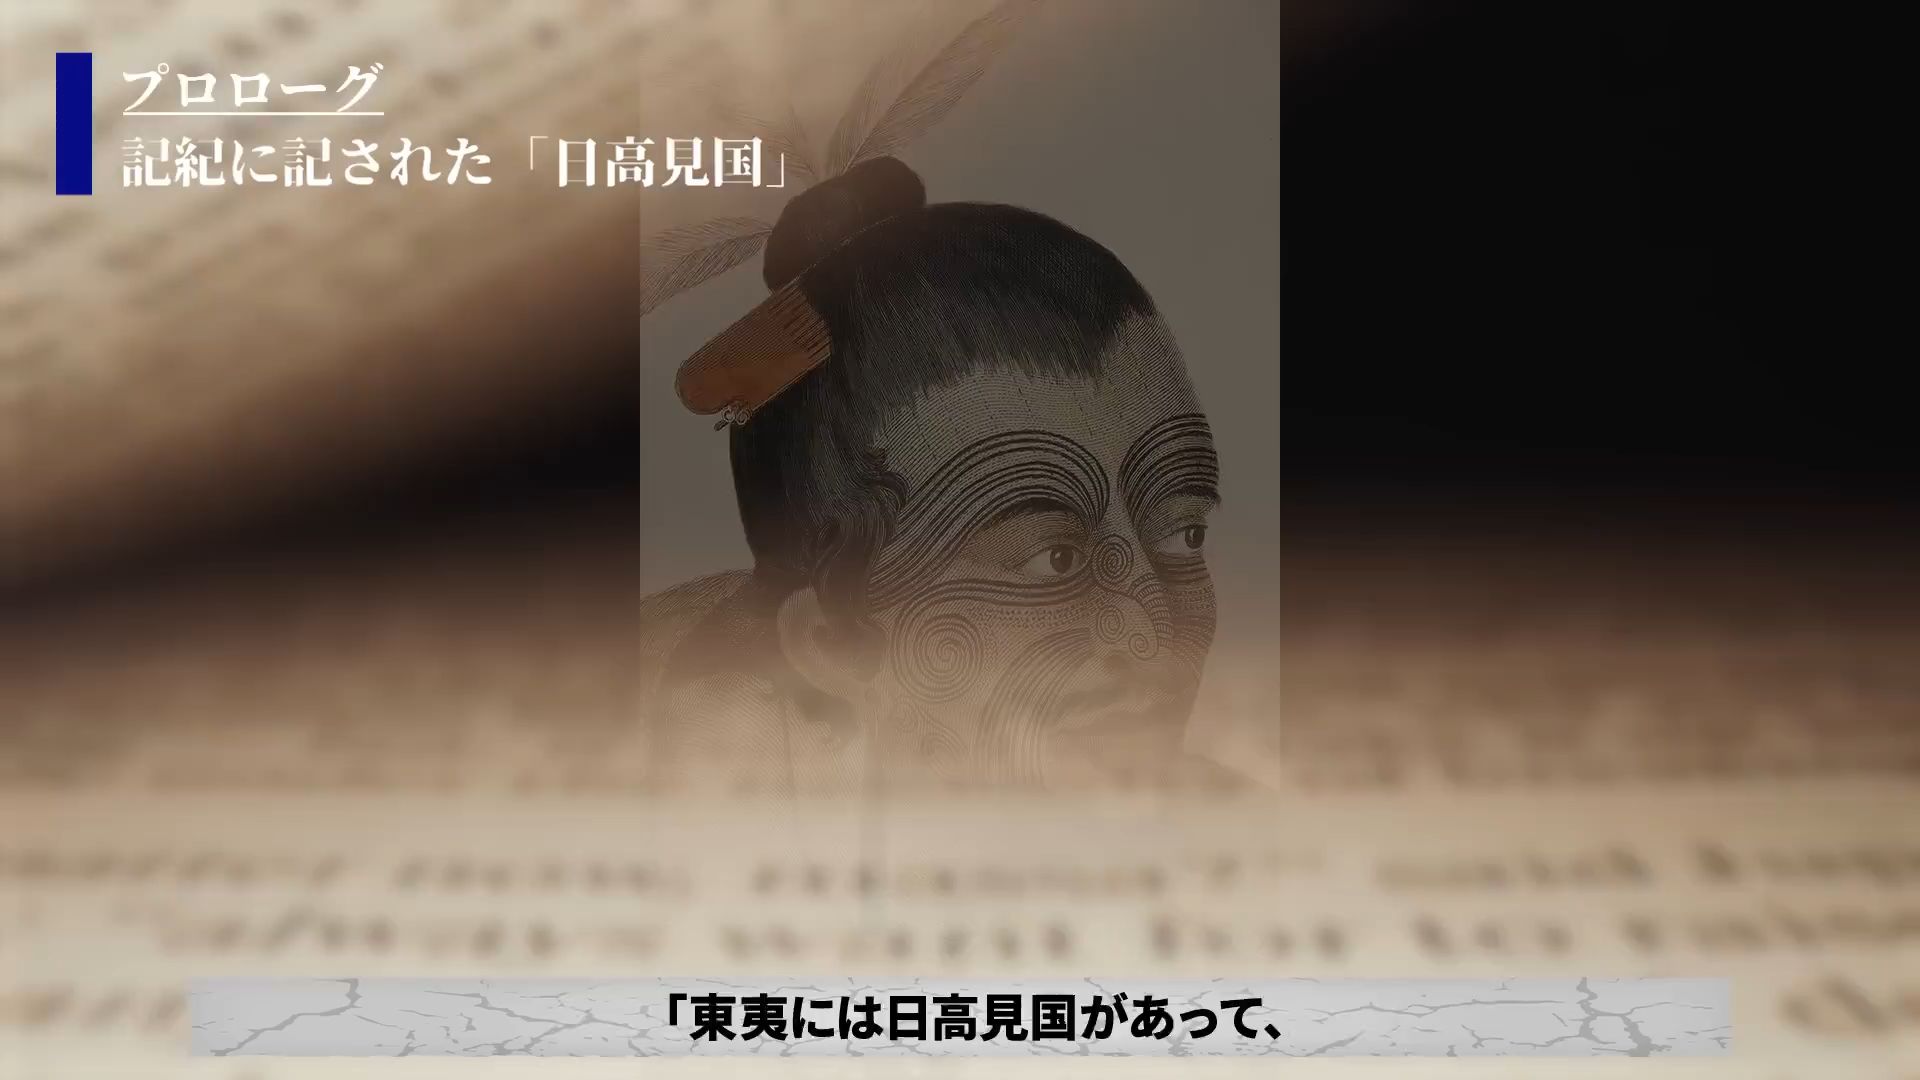 プロローグ
記紀に記された「日高見国」
「東夷には日高見国があって、